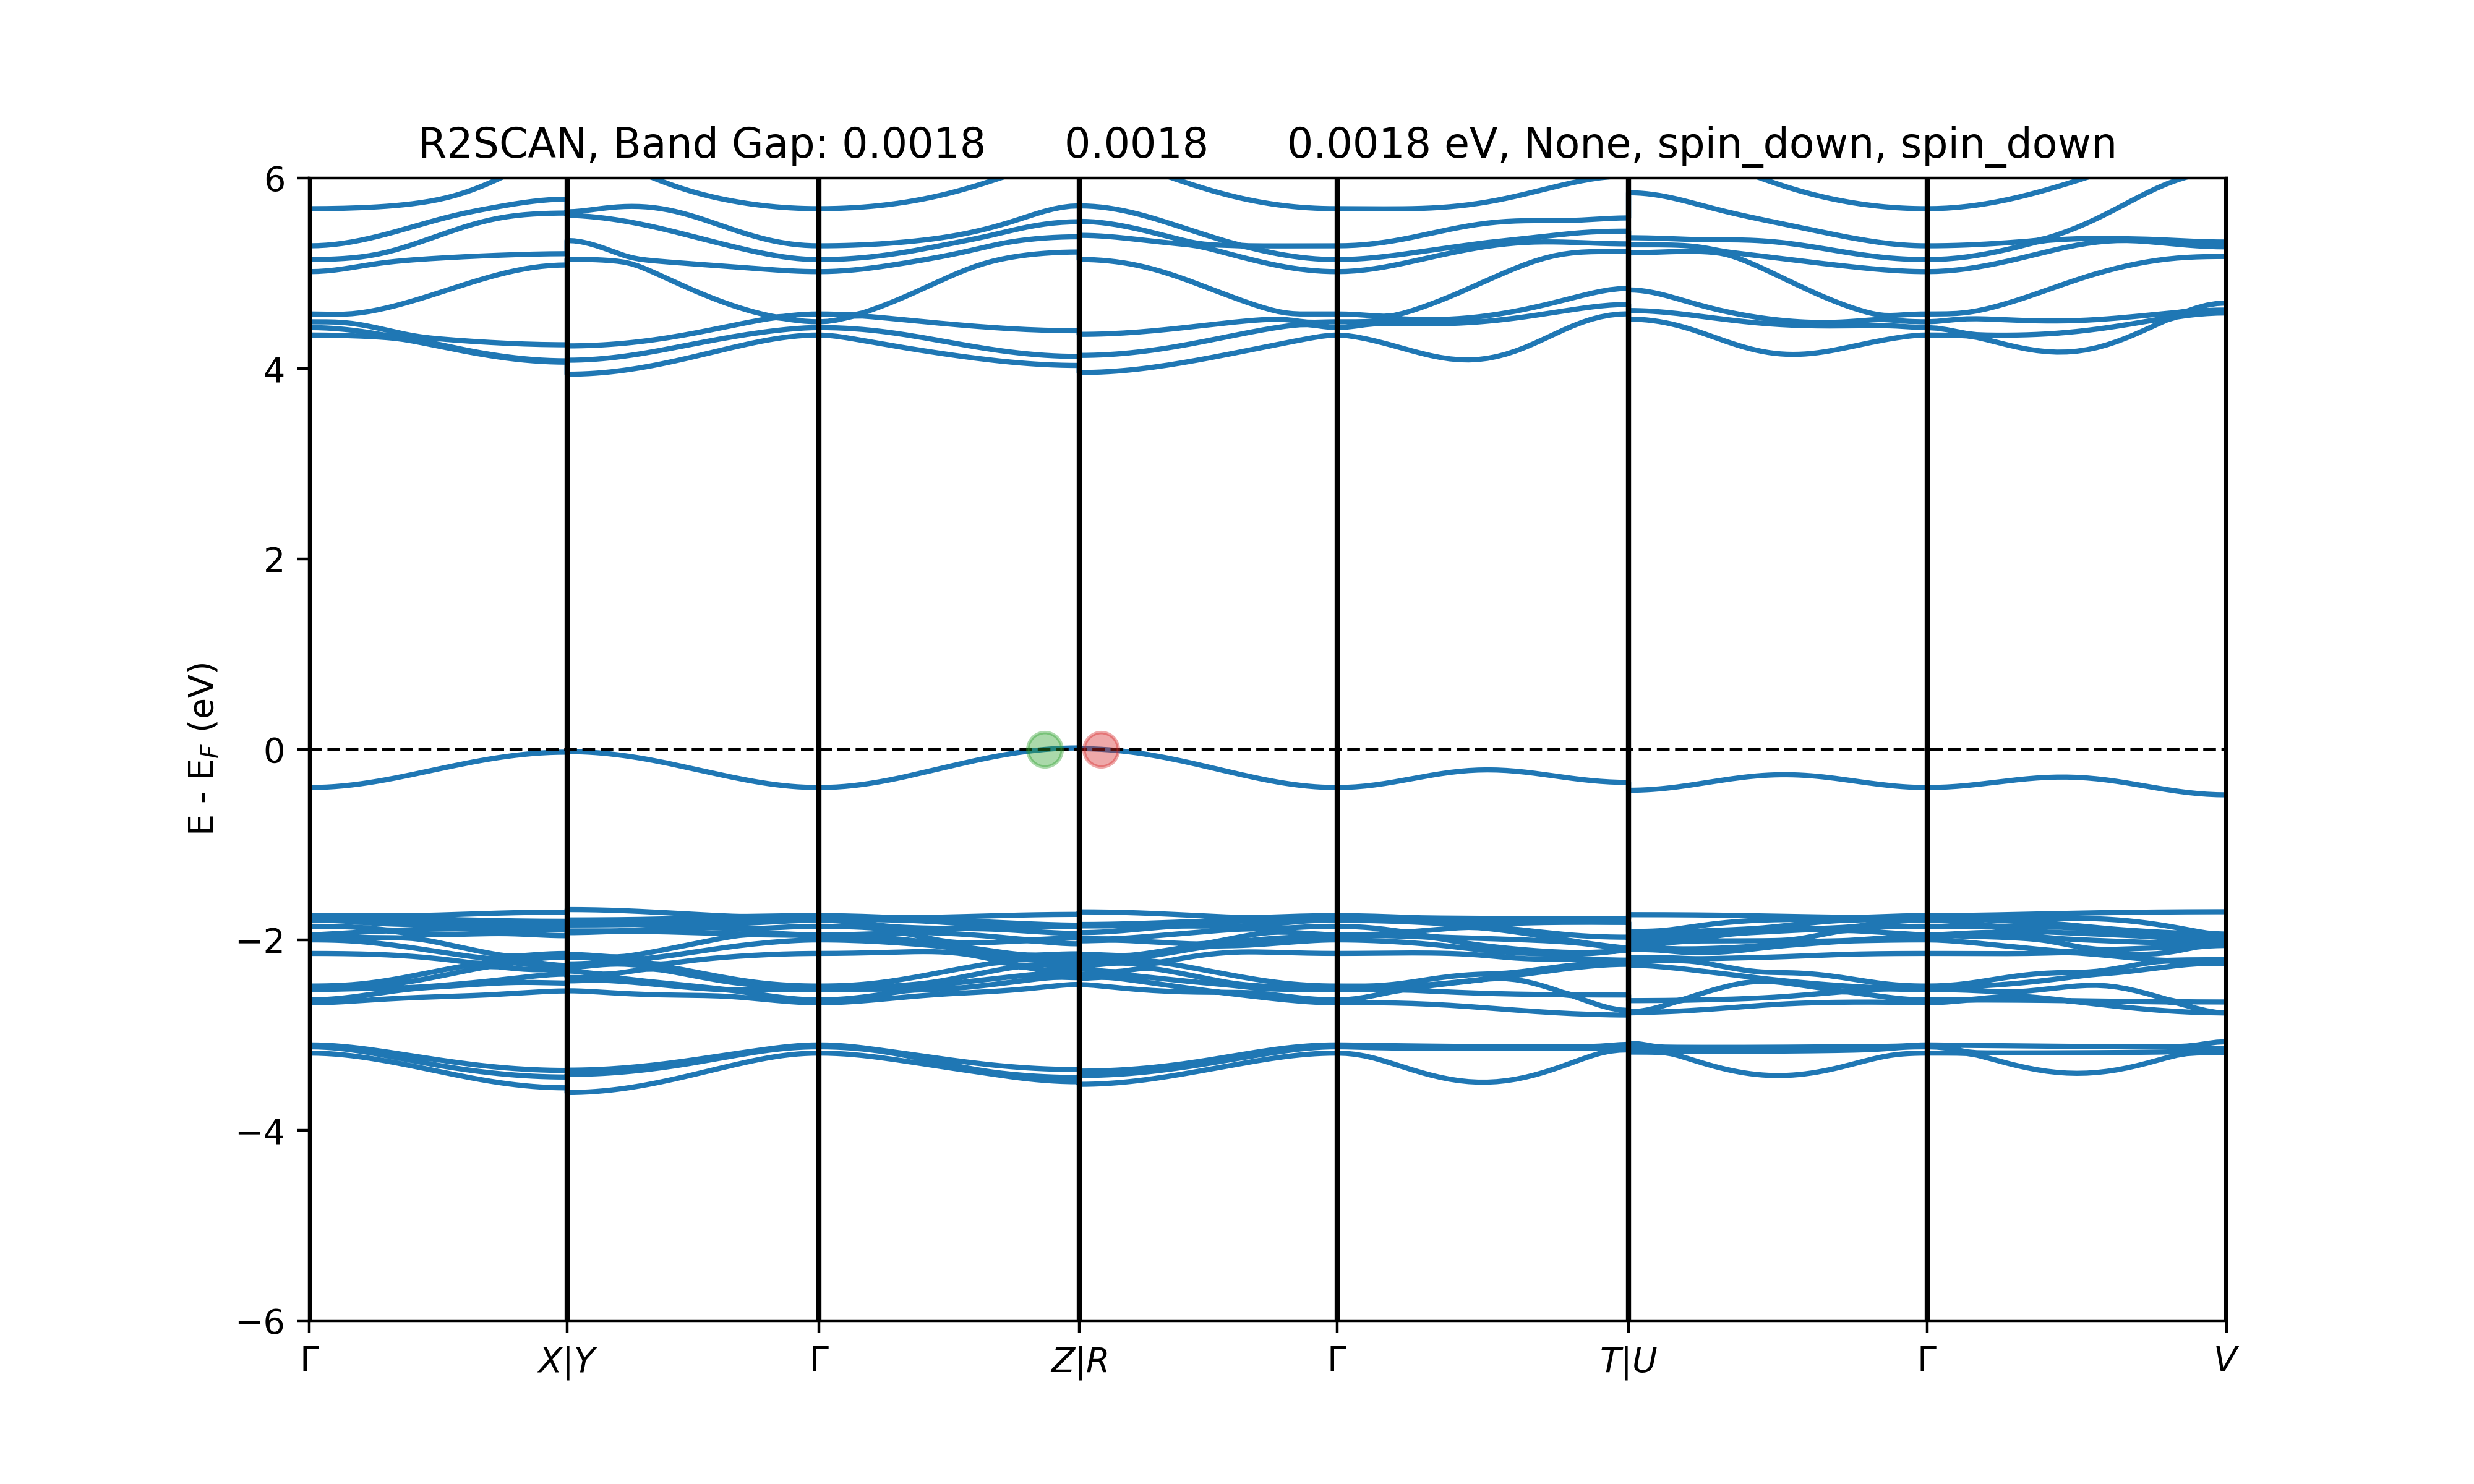 R2SCAN, Band Gap: 0.0018 0.0018 0.0018 eV, None, spin_down, spin_down
E - E_F (eV)
6
4
2
0
−2
−4
−6
Γ X|Y Γ Z|R Γ T|U Γ V